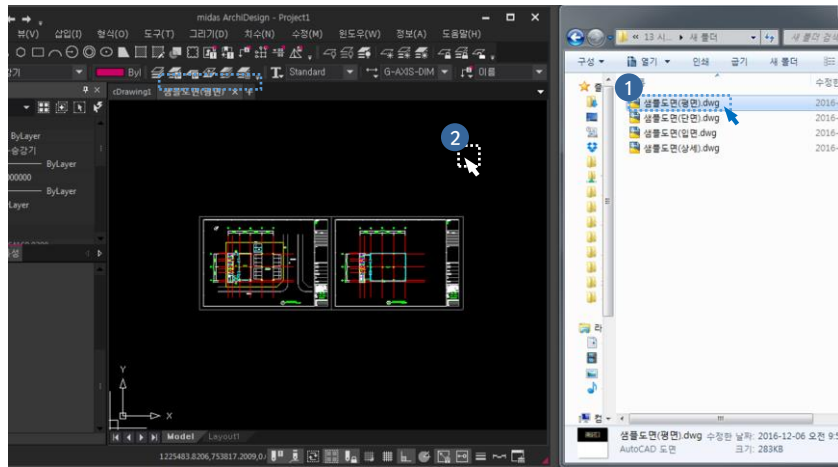 midas ArchiDesign - Project1
뷰(V) 삽입(I) 형식(O) 도구(T) 그리기(D) 치수(N) 수정(M) 윈도우(W) 정보(A) 도움말(H)
Byl Standard G-AXIS-DIM 이름
cDrawing1 샘플도면(평면)
ByLayer
-숨감기
ByLayer
ByLayer
Layer
2
Y
X
Model Layout1
« 13 시... 새 폴더
구성 열기 인쇄 굽기 새 폴더
1
수정한
샘플도면(평면).dwg 2016-
샘플도면(단면).dwg 2016-
샘플도면(입면.dwg 2016-
샘플도면(상세).dwg 2016-
샘플도면(평면).dwg 수정한 날짜: 2016-12-06 오전 9:5
AutoCAD 도면 크기: 283KB